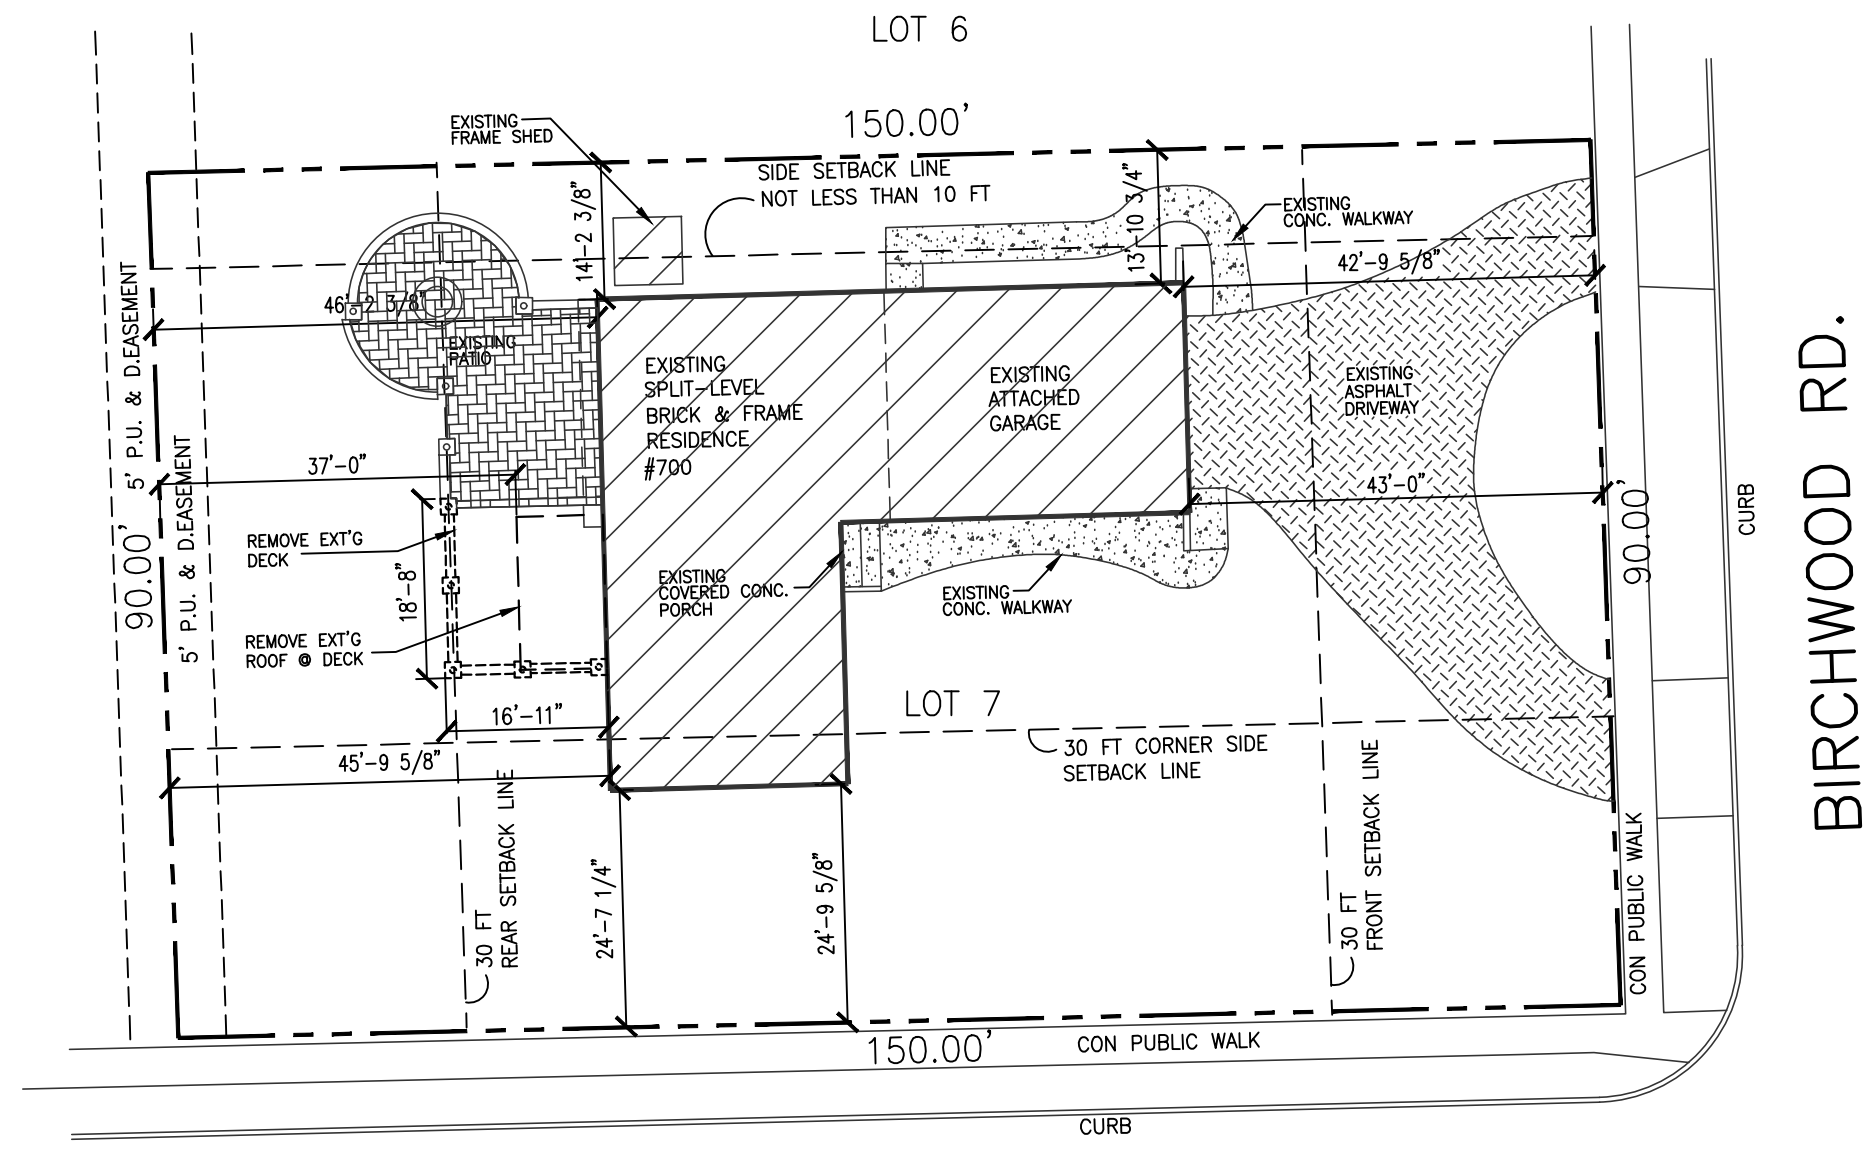 LOT 6
150.00'
EXISTING
FRAME SHED
SIDE SETBACK LINE
NOT LESS THAN 10 FT
14'-2 3/8"
13'-10 3/4"
EXISTING
CONC. WALKWAY
42'-9 5/8"
46'-2 3/8"
EXISTING
PATIO
5' P.U. & D.EASEMENT
5' P.U. & D.EASEMENT
90.00'
EXISTING
SPLIT-LEVEL
BRICK & FRAME
RESIDENCE
#700
EXISTING
ATTACHED
GARAGE
EXISTING
ASPHALT
DRIVEWAY
BIRCHWOOD RD.
37'-0"
43'-0"
CURB
90.00'
REMOVE EXT'G
DECK
18'-8"
REMOVE EXT'G
ROOF @ DECK
EXISTING
COVERED CONC.
PORCH
EXISTING
CONC. WALKWAY
16'-11"
LOT 7
45'-9 5/8"
30 FT CORNER SIDE
SETBACK LINE
30 FT
REAR SETBACK LINE
24'-7 1/4"
24'-9 5/8"
30 FT
FRONT SETBACK LINE
CON PUBLIC WALK
150.00'
CON PUBLIC WALK
CURB